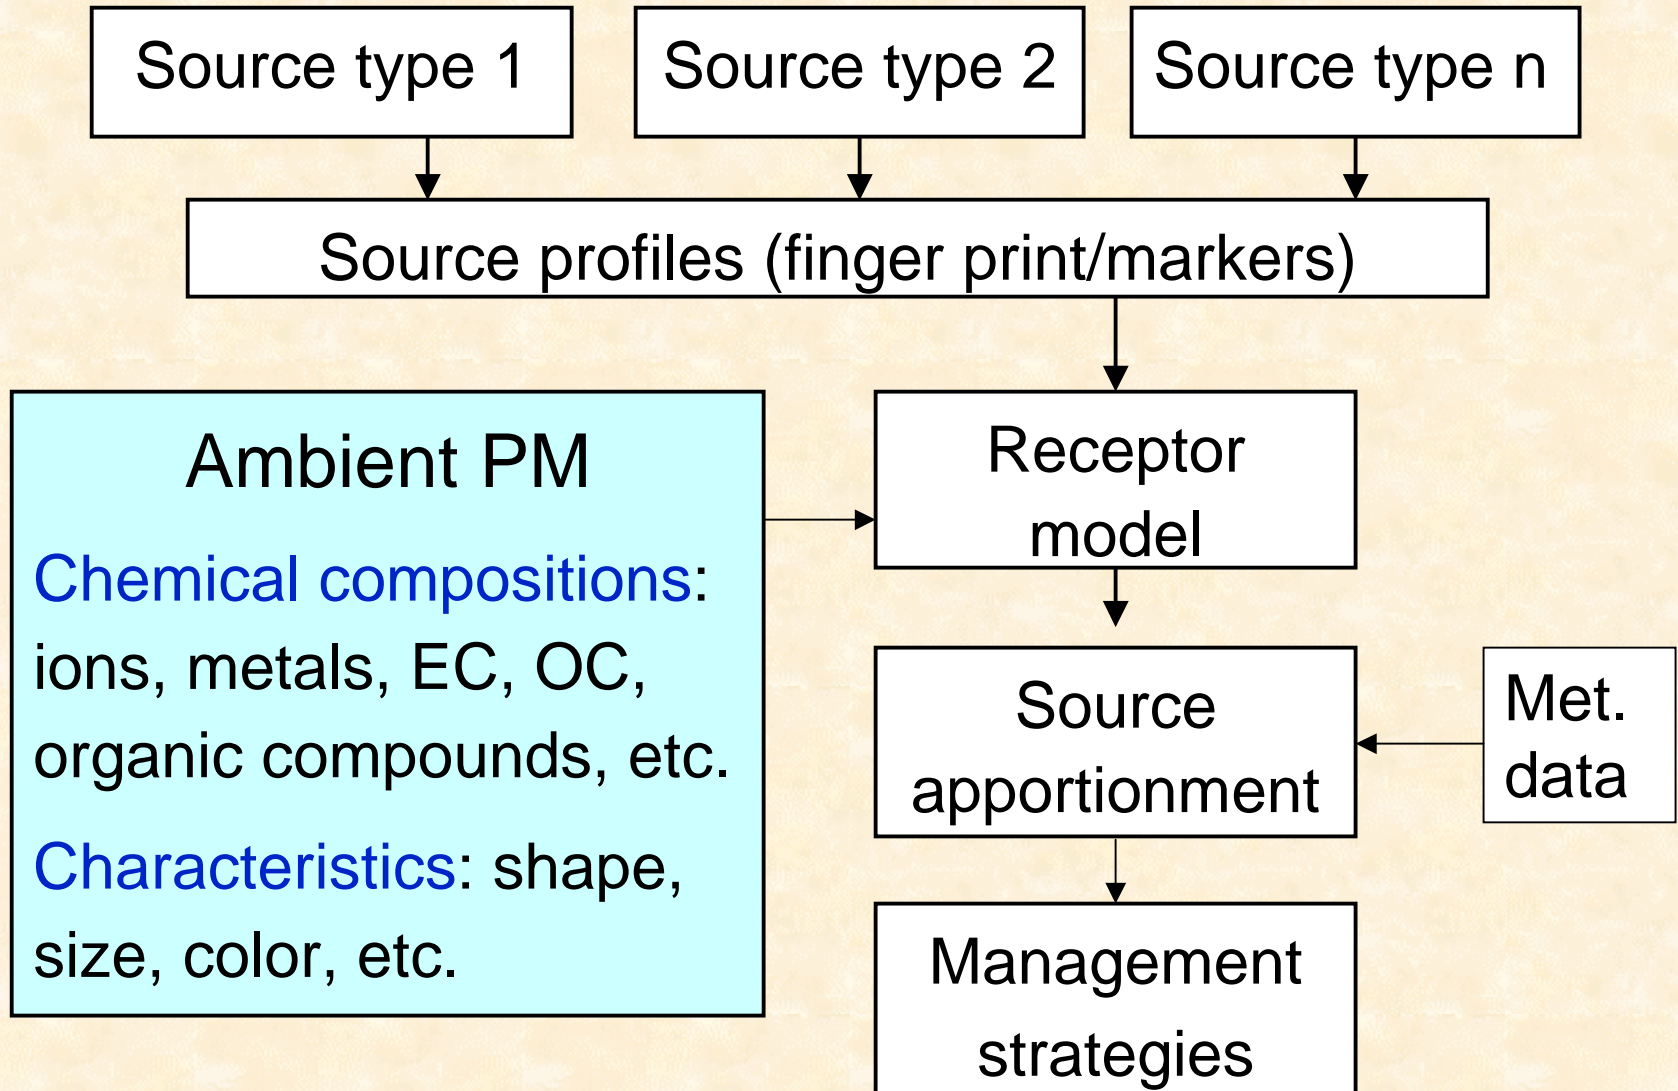 Source type 1
Source type 2
Source type n
Source profiles (finger print/markers)
Ambient PM
Chemical compositions:
ions, metals, EC, OC,
organic compounds, etc.
Characteristics: shape,
size, color, etc.
Receptor
model
Source
apportionment
Met.
data
Management
strategies